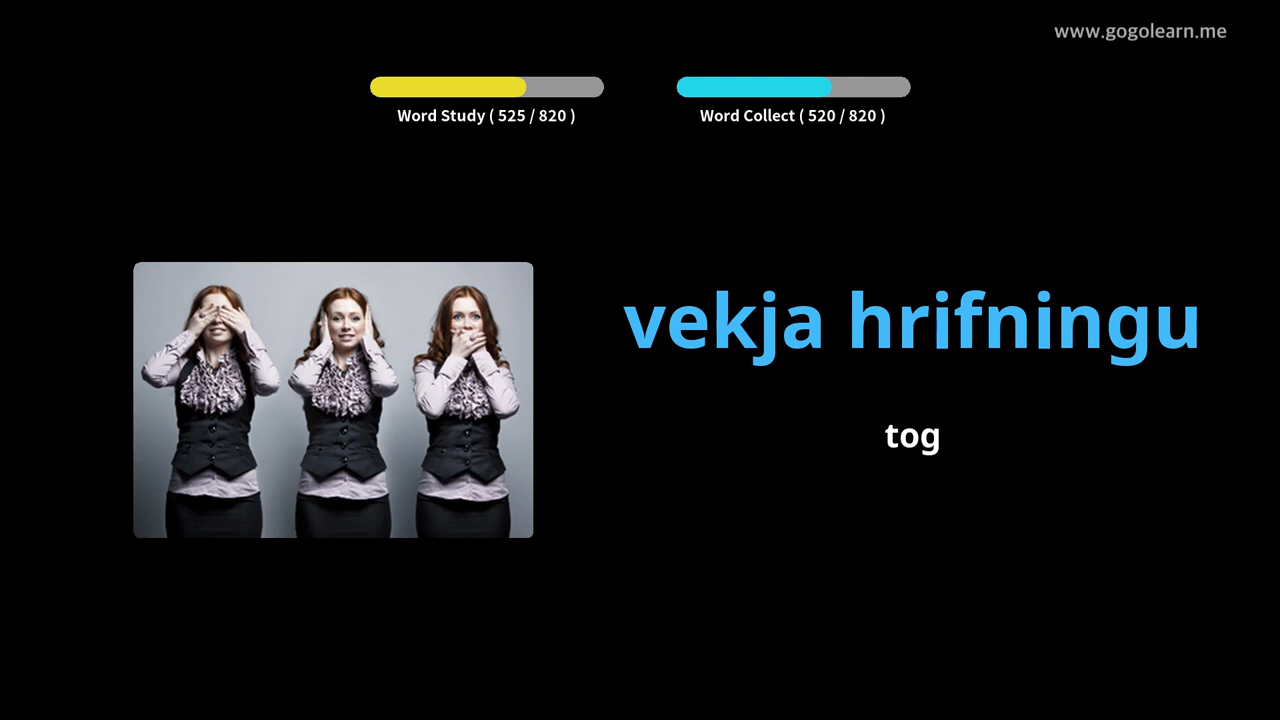 www.gogolearn.me
Word Study ( 525 / 820 )
Word Collect ( 520 / 820 )
vekja hrifningu
tog